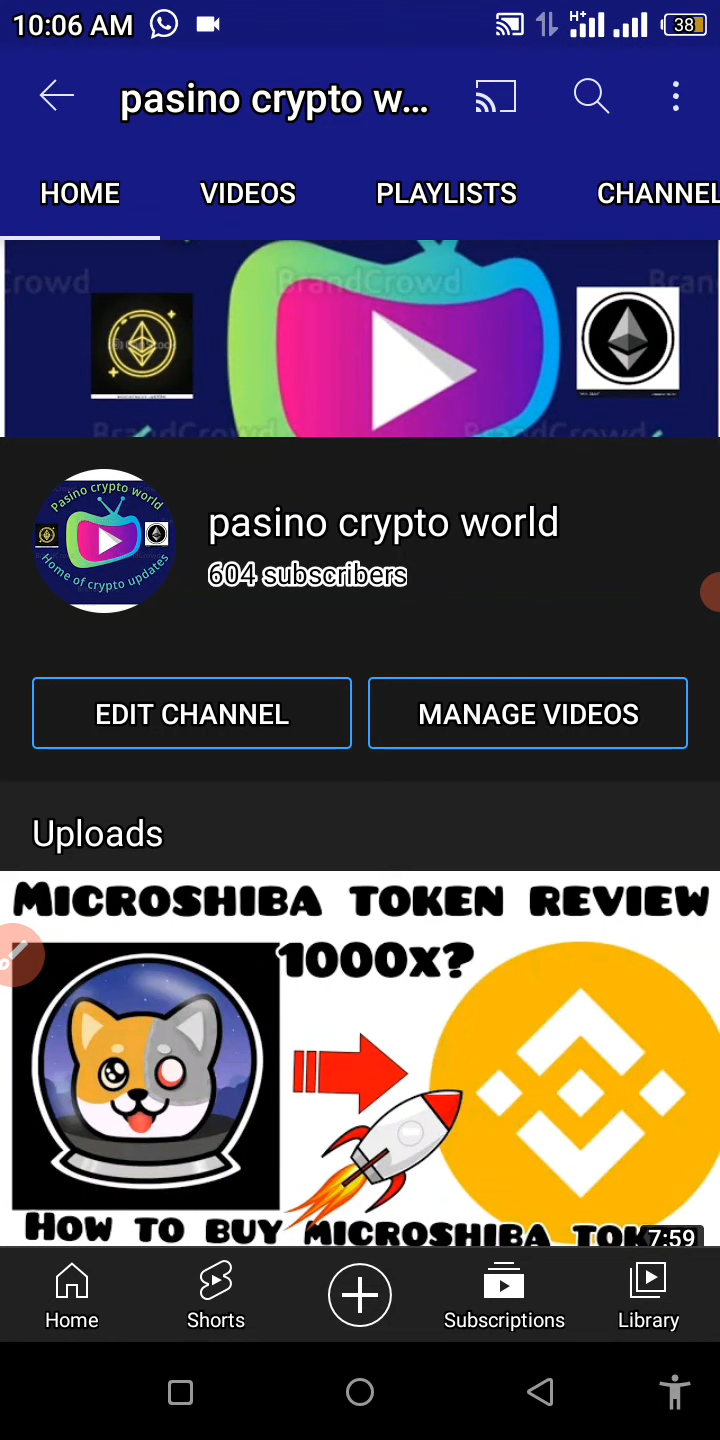 10:06 AM
H+
38
pasino crypto w...
HOME VIDEOS PLAYLISTS CHANNEL
BrandCrowd
Pasino crypto world
Home of crypto updates
pasino crypto world
604 subscribers
EDIT CHANNEL MANAGE VIDEOS
Uploads
MICROSHIBA TOKEN REVIEW
1000X?
HOW TO BUY MICROSHIBA TOK
7:59
Home Shorts Subscriptions Library